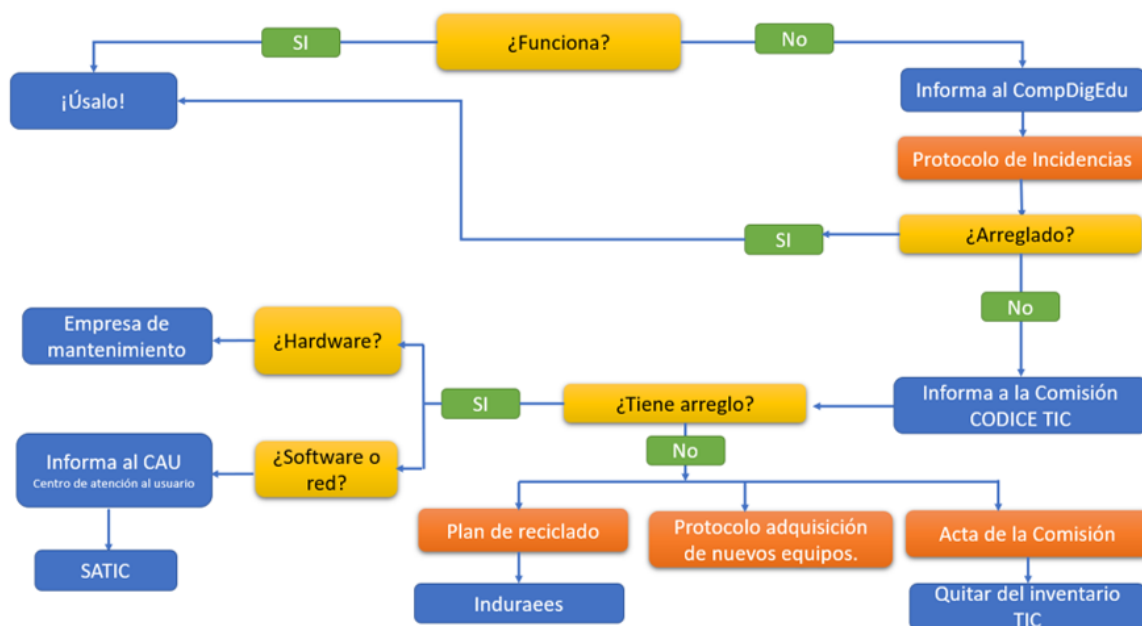 SI
¿Funciona?
No
¡Úsalo!
Informa al CompDigEdu
Protocolo de Incidencias
SI
¿Arreglado?
No
Empresa de
mantenimiento
¿Hardware?
SI
¿Tiene arreglo?
Informa a la Comisión
CODICE TIC
No
Informa al CAU
Centro de atención al usuario
¿Software o
red?
Plan de reciclado
Protocolo adquisición
de nuevos equipos.
Acta de la Comisión
SATIC
Induraees
Quitar del inventario
TIC